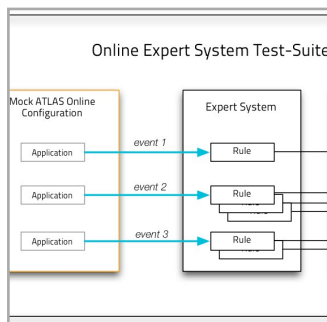 Online Expert System Test-Suite
Mock ATLAS Online
Configuration
Expert System
Application
event 1
Rule
Application
event 2
Rule
Application
event 3
Rule